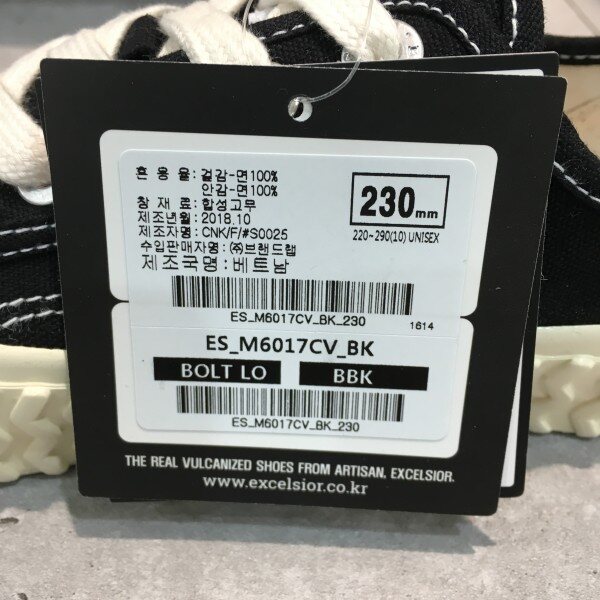 혼 용 율: 겉감-면100%
안감-면100%
창 재 료: 합성고무
제조년월: 2018.10
제조자명: CNK/F/#S0025
수입판매자명: ㈜브랜드랩
제조국명: 베트남
230mm
220~290(10) UNISEX
ES_M6017CV_BK_230
1614
ES_M6017CV_BK
BOLT LO BBK
ES_M6017CV_BK_230
THE REAL VULCANIZED SHOES FROM ARTISAN, EXCELSIOR.
www.excelsior.co.kr